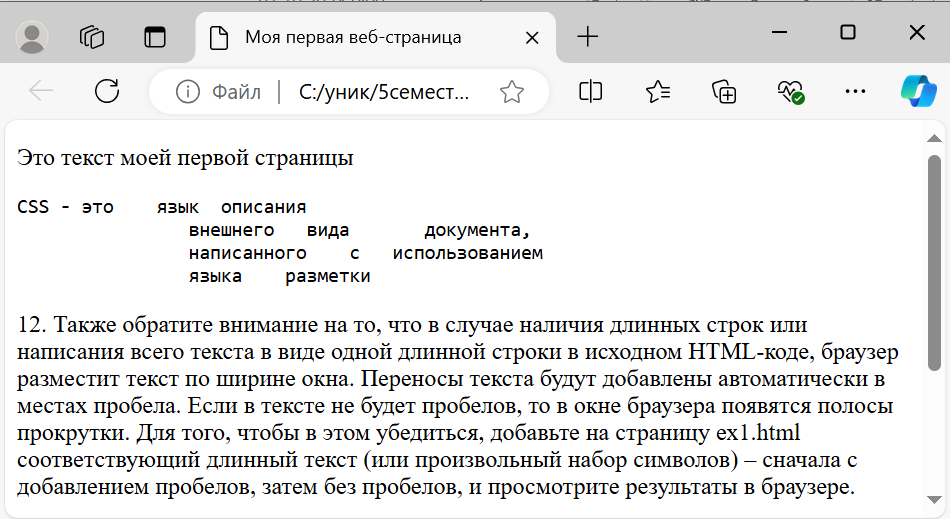 Моя первая веб-страница
Файл | C:/уник/5семест...
Это текст моей первой страницы
CSS - это    язык  описания
                внешнего   вида       документа,
                написанного    с   использованием
                языка    разметки
12. Также обратите внимание на то, что в случае наличия длинных строк или
написания всего текста в виде одной длинной строки в исходном HTML-коде, браузер
разместит текст по ширине окна. Переносы текста будут добавлены автоматически в
местах пробела. Если в тексте не будет пробелов, то в окне браузера появятся полосы
прокрутки. Для того, чтобы в этом убедиться, добавьте на страницу ex1.html
соответствующий длинный текст (или произвольный набор символов) – сначала с
добавлением пробелов, затем без пробелов, и просмотрите результаты в браузере.